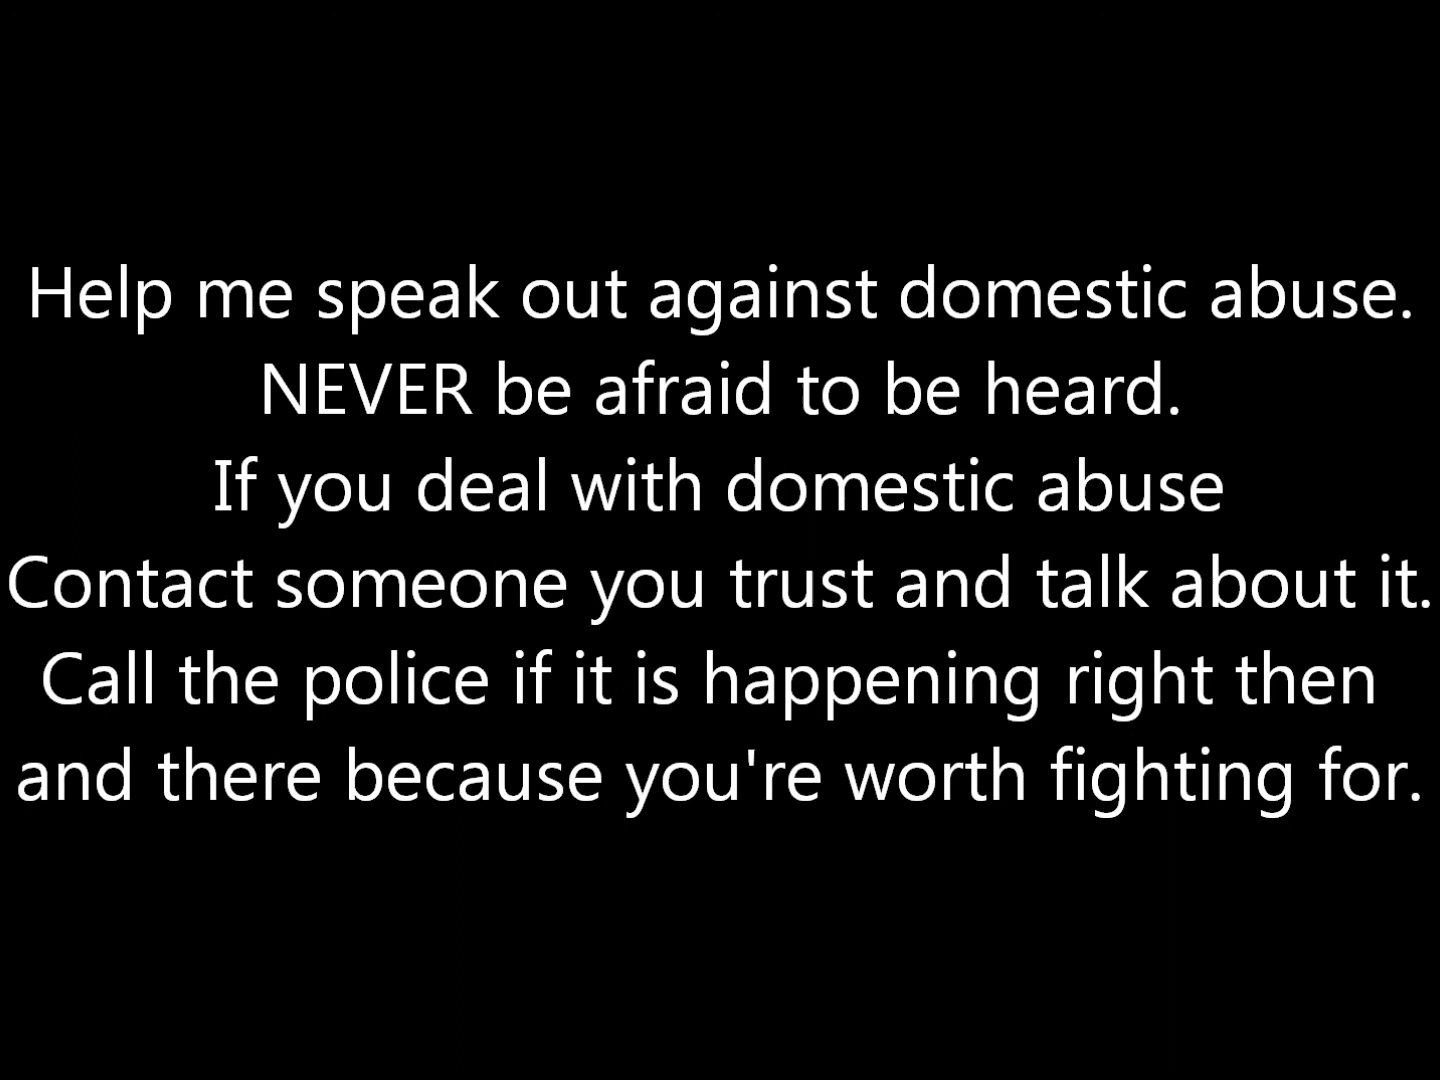 Help me speak out against domestic abuse.
NEVER be afraid to be heard.
If you deal with domestic abuse
Contact someone you trust and talk about it.
Call the police if it is happening right then
and there because you're worth fighting for.